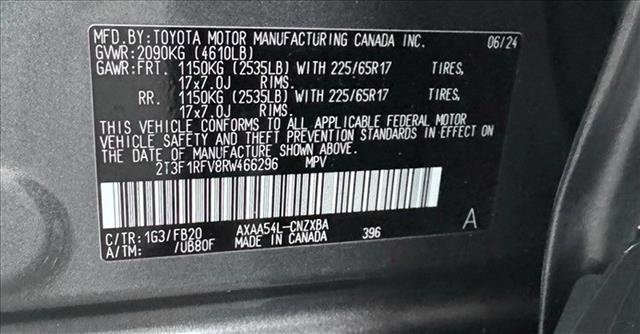 MFD.BY:TOYOTA MOTOR MANUFACTURING CANADA INC. 06/24
GVWR:2090KG (4610LB)
GAWR:FRT. 1150KG (2535LB) WITH 225/65R17 TIRES,
17x7.0J RIMS.
RR. 1150KG (2535LB) WITH 225/65R17 TIRES,
17x7.0J RIMS.
THIS VEHICLE CONFORMS TO ALL APPLICABLE FEDERAL MOTOR
VEHICLE SAFETY AND THEFT PREVENTION STANDARDS IN EFFECT ON
THE DATE OF MANUFACTURE SHOWN ABOVE.
2T3F1RFV8RW466296 MPV
C/TR:1G3/FB20 AXAA54L-CNZXBA A
A/TM: /UB80F MADE IN CANADA 396